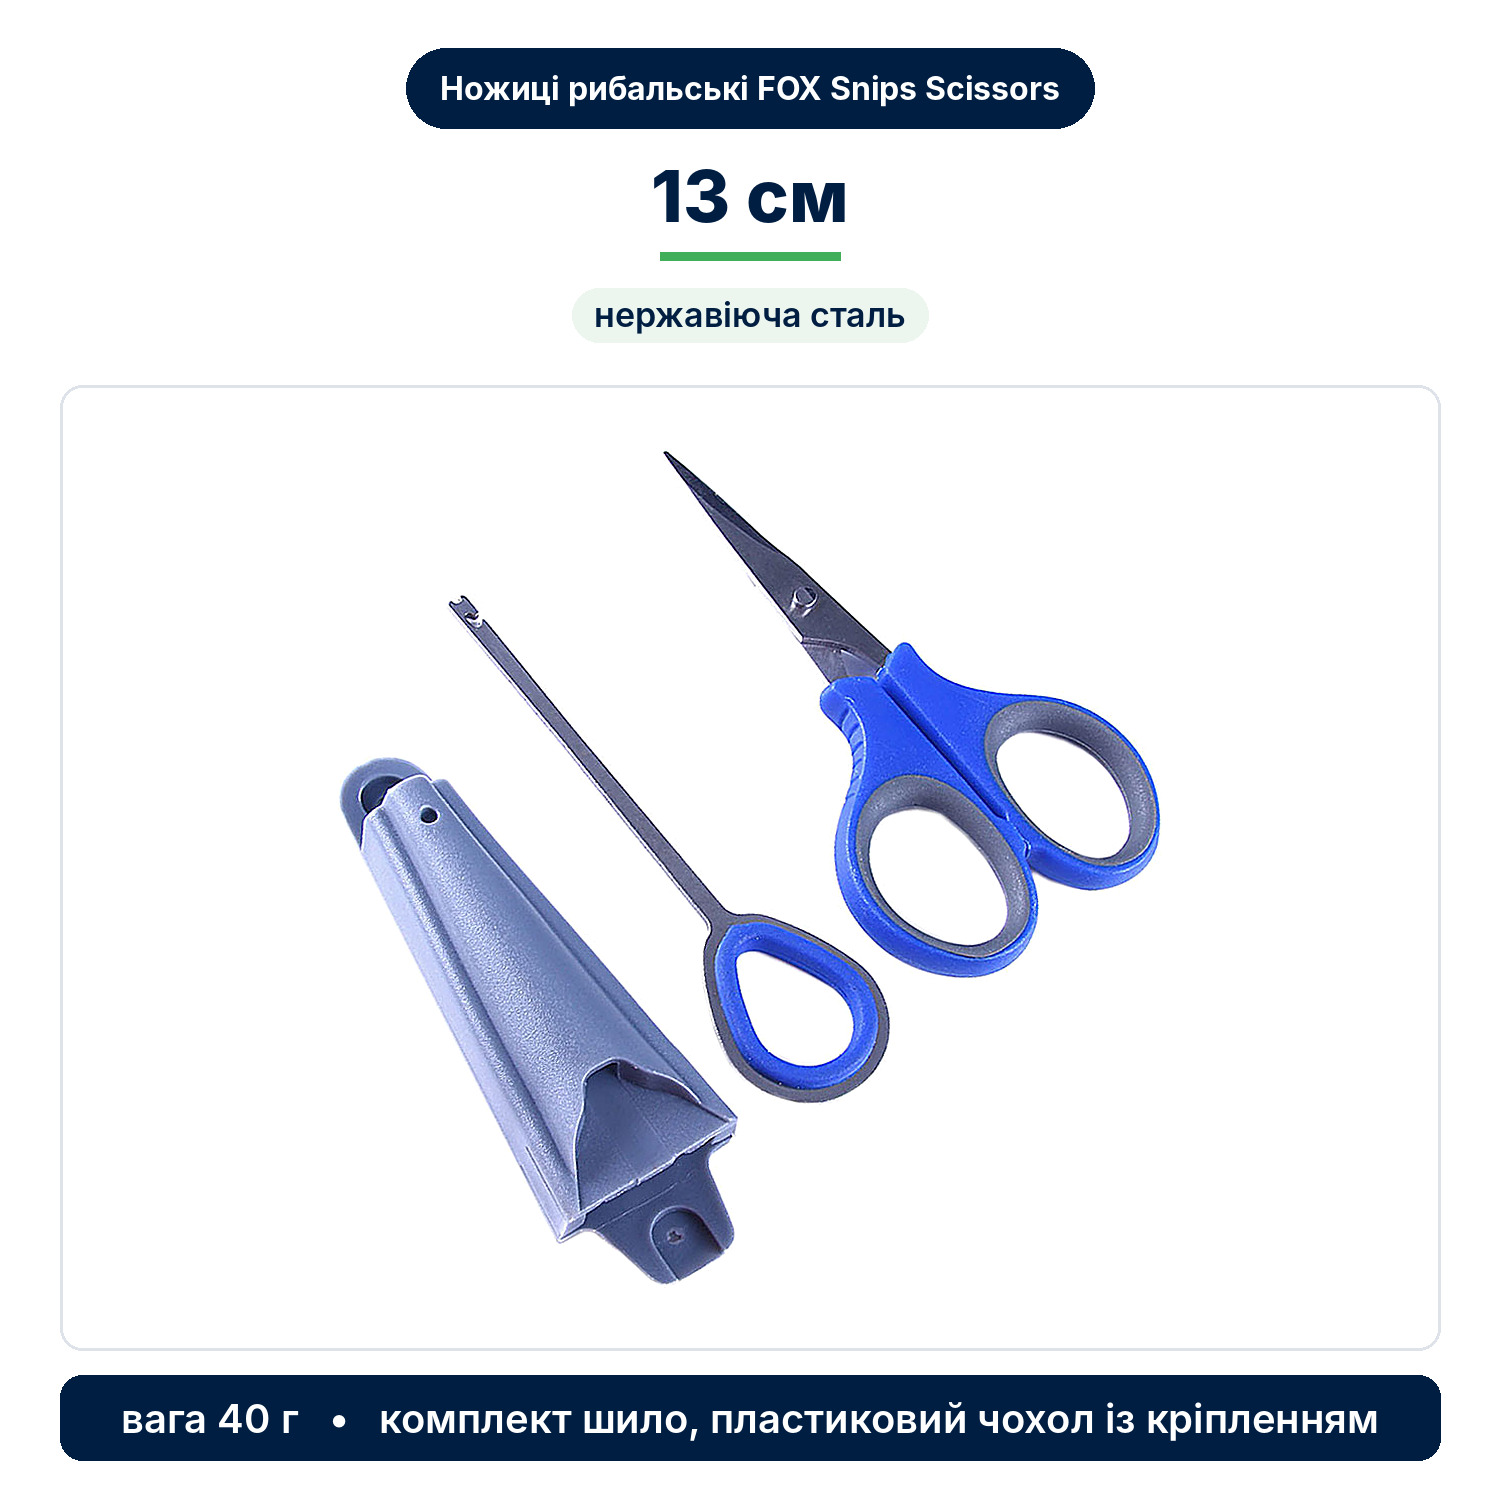 Ножиці рибальські FOX Snips Scissors
13 см
нержавіюча сталь
вага 40 г • комплект шило, пластиковий чохол із кріпленням